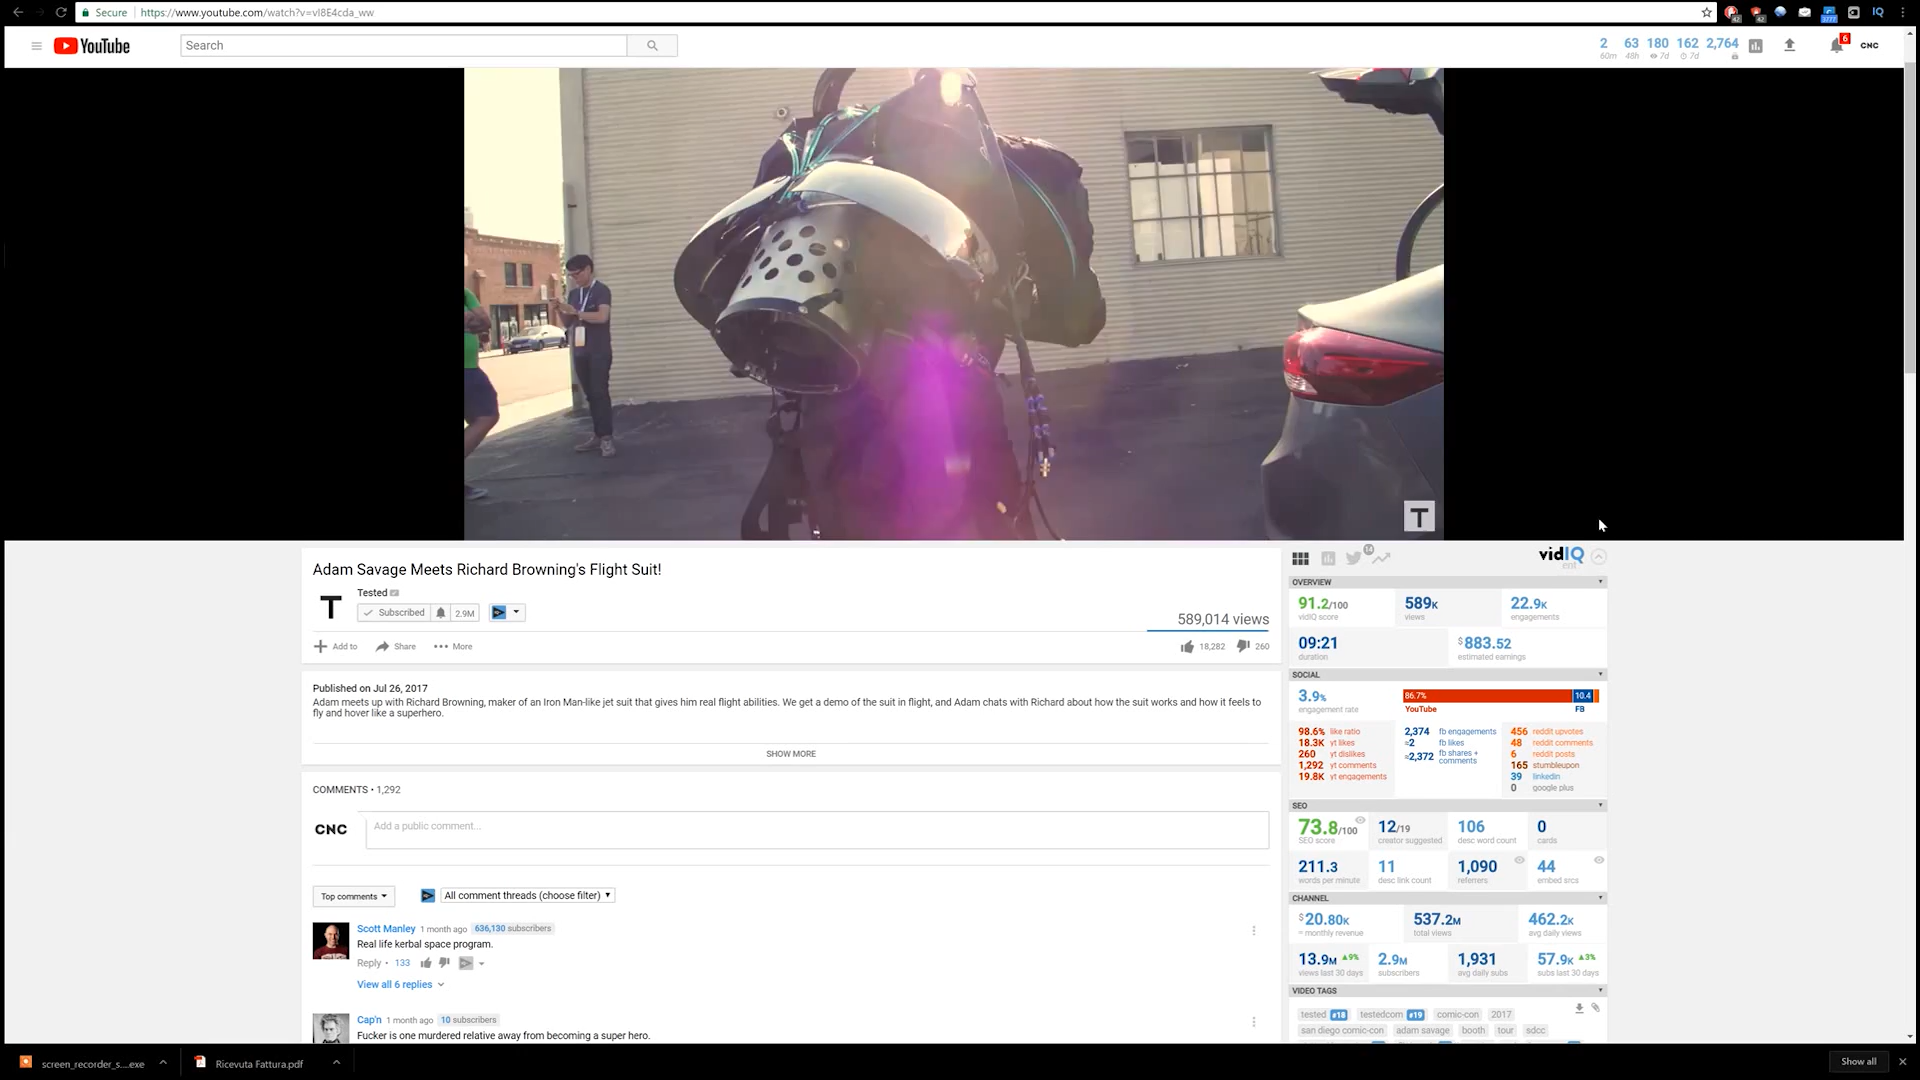 Secure https://www.youtube.com/watch?v=vI8E4cda_ww
YouTube Search 2 63 180 162 2,764 6 CNC
60m 48h 7d 7d
T
Adam Savage Meets Richard Browning's Flight Suit!
Tested
T
Subscribed 2.9M
589,014 views
Add to Share More 18,282 260
Published on Jul 26, 2017
Adam meets up with Richard Browning, maker of an Iron Man-like jet suit that gives him real flight abilities. We get a demo of the suit in flight, and Adam chats with Richard about how the suit works and how it feels to
fly and hover like a superhero.
SHOW MORE
COMMENTS • 1,292
CNC Add a public comment...
Top comments All comment threads (choose filter)
Scott Manley 1 month ago 636,130 subscribers
Real life kerbal space program.
Reply • 133
View all 6 replies
Cap'n 1 month ago 10 subscribers
Fucker is one murdered relative away from becoming a super hero.
14 vidIQ
ent
OVERVIEW
91.2/100 589K 22.9K
vidIQ score views engagements
09:21 $883.52
duration estimated earnings
SOCIAL
3.9% 86.7% 10.4
engagement rate YouTube FB
98.6% like ratio 2,374 fb engagements 456 reddit upvotes
18.3K yt likes ≈2 fb likes 48 reddit comments
260 yt dislikes ≈2,372 fb shares + comments 6 reddit posts
1,292 yt comments 165 stumbleupon
19.8K yt engagements 39 linkedin
0 google plus
SEO
73.8/100 12/19 106 0
SEO score creator suggested desc word count cards
211.3 11 1,090 44
words per minute desc link count referrers embed srcs
CHANNEL
$20.80K 537.2M 462.2K
≈ monthly revenue total views avg daily views
13.9M ▲9% 2.9M 1,931 57.9K ▲3%
views last 30 days subscribers avg daily subs subs last 30 days
VIDEO TAGS
tested #18 testedcom #19 comic-con 2017
san diego comic-con adam savage booth tour sdcc
screen_recorder_s....exe Ricevuta Fattura.pdf Show all